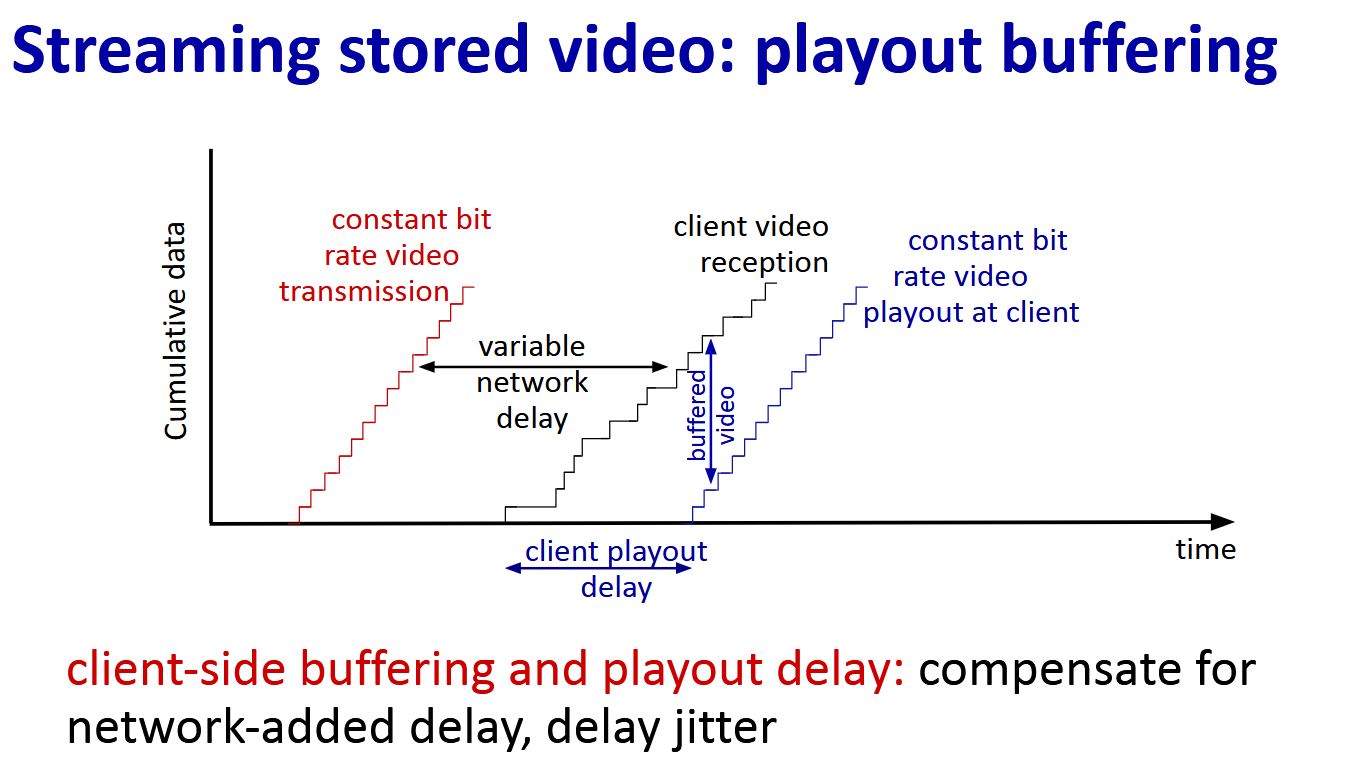 Streaming stored video: playout buffering
Cumulative data
constant bit
rate video
transmission
variable
network
delay
client video
reception
buffered
video
constant bit
rate video
playout at client
client playout
delay
time
client-side buffering and playout delay: compensate for
network-added delay, delay jitter